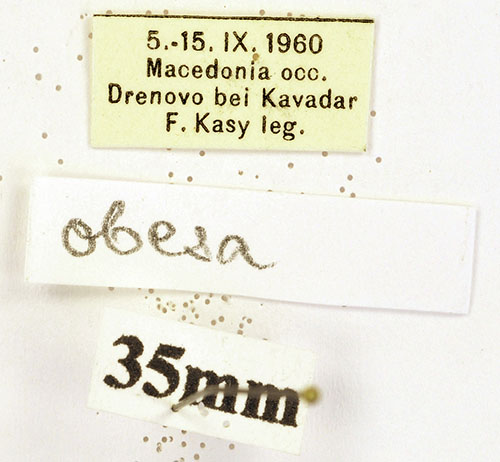 5.-15. IX. 1960
Macedonia occ.
Drenovo bei Kavadar
F. Kasy leg.
obesa
35mm